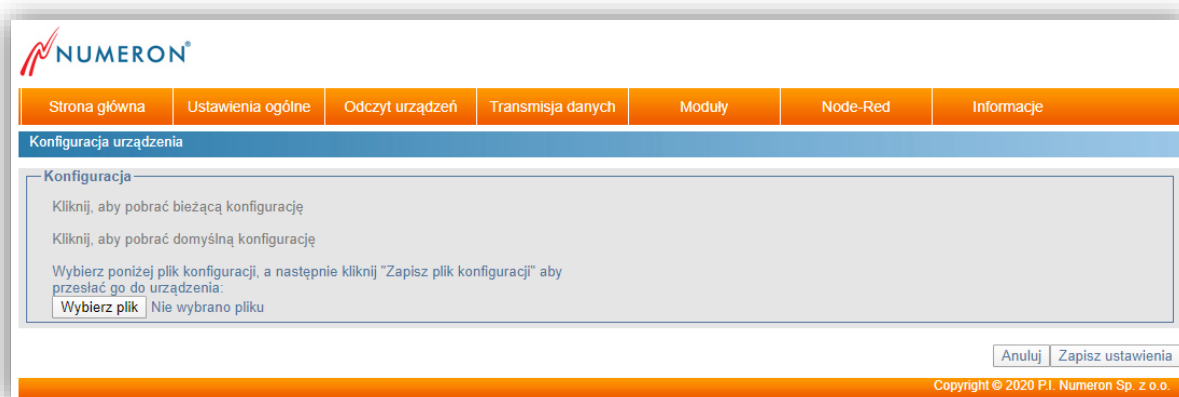 NUMERON®
Strona główna Ustawienia ogólne Odczyt urządzeń Transmisja danych Moduły Node-Red Informacje
Konfiguracja urządzenia
Konfiguracja
Kliknij, aby pobrać bieżącą konfigurację
Kliknij, aby pobrać domyślną konfigurację
Wybierz poniżej plik konfiguracji, a następnie kliknij "Zapisz plik konfiguracji" aby
przesłać go do urządzenia:
Wybierz plik Nie wybrano pliku
Anuluj Zapisz ustawienia
Copyright © 2020 P.I. Numeron Sp. z o.o.